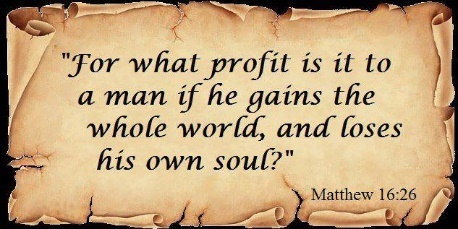 "For what profit is it to
a man if he gains the
whole world, and loses
his own soul?"
Matthew 16:26